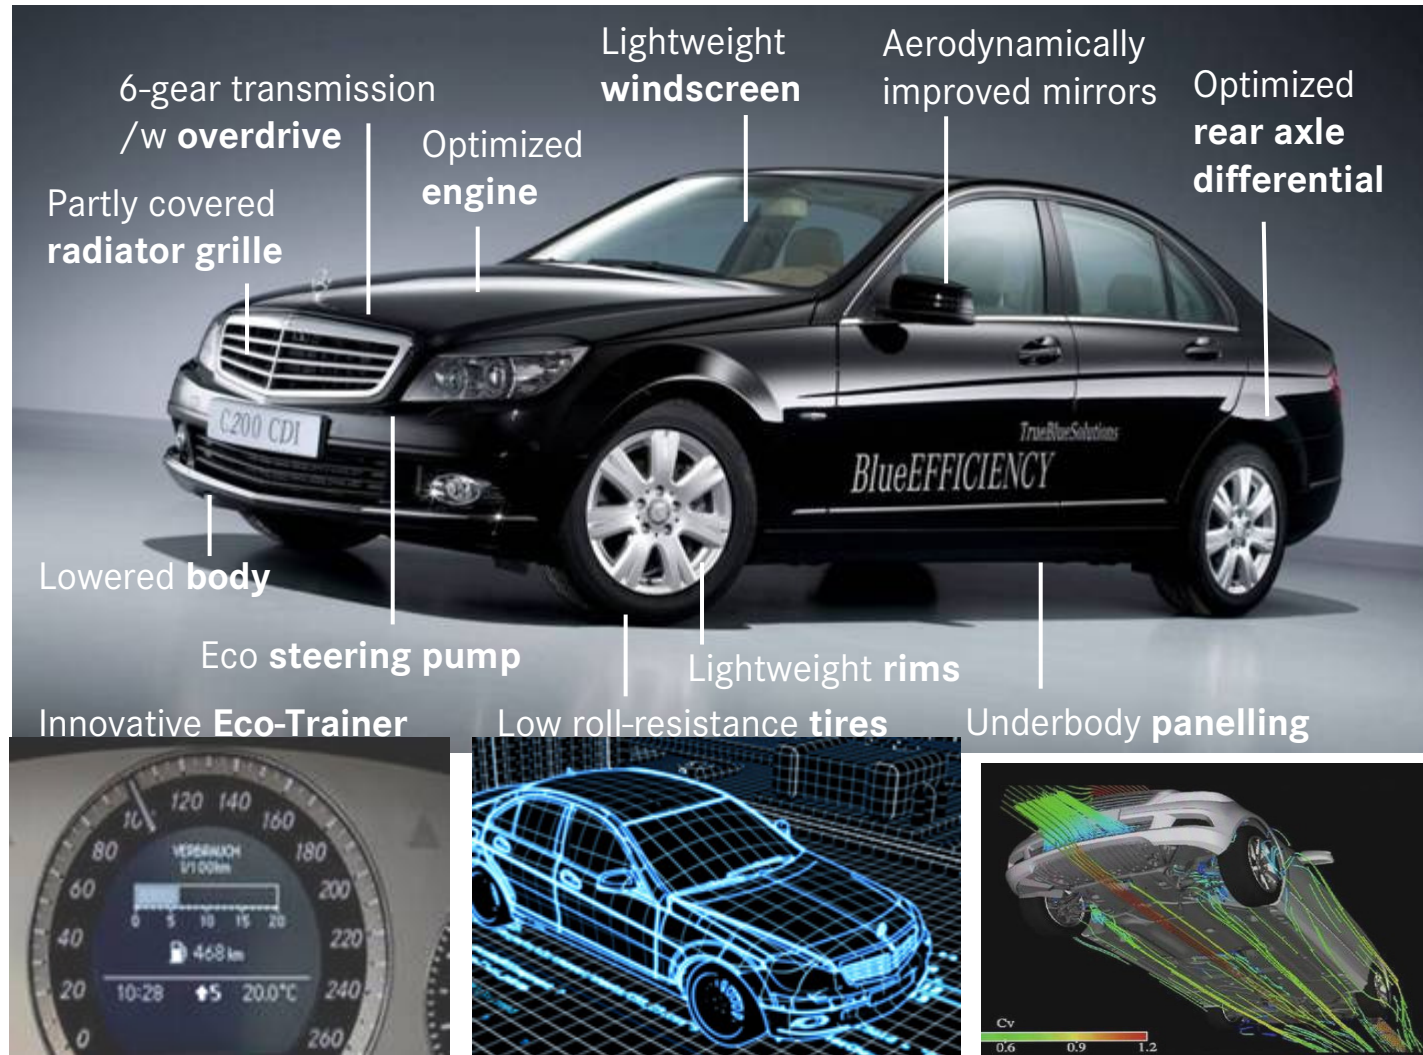 Lightweight
windscreen
Aerodynamically
improved mirrors
6-gear transmission
/w overdrive
Optimized
rear axle
differential
Optimized
engine
Partly covered
radiator grille
C200 CDI
TrueBlueSolutions
BlueEFFICIENCY
Lowered body
Eco steering pump
Lightweight rims
Innovative Eco-Trainer
Low roll-resistance tires
Underbody panelling
0
20
40
60
80
100
120
140
160
180
200
220
240
260
VERBRAUCH
l/100km
0 5 10 15 20
468 km
10:28 5 20.0°C
Cv
0.6 0.9 1.2